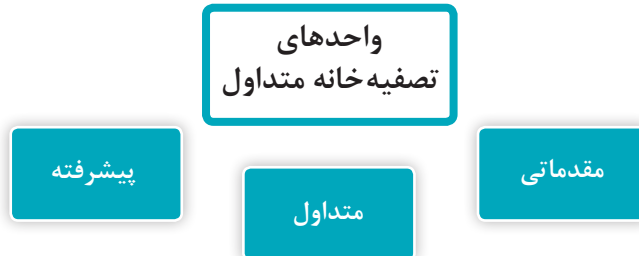 واحدهای
تصفیه‌خانه متداول
مقدماتی
متداول
پیشرفته